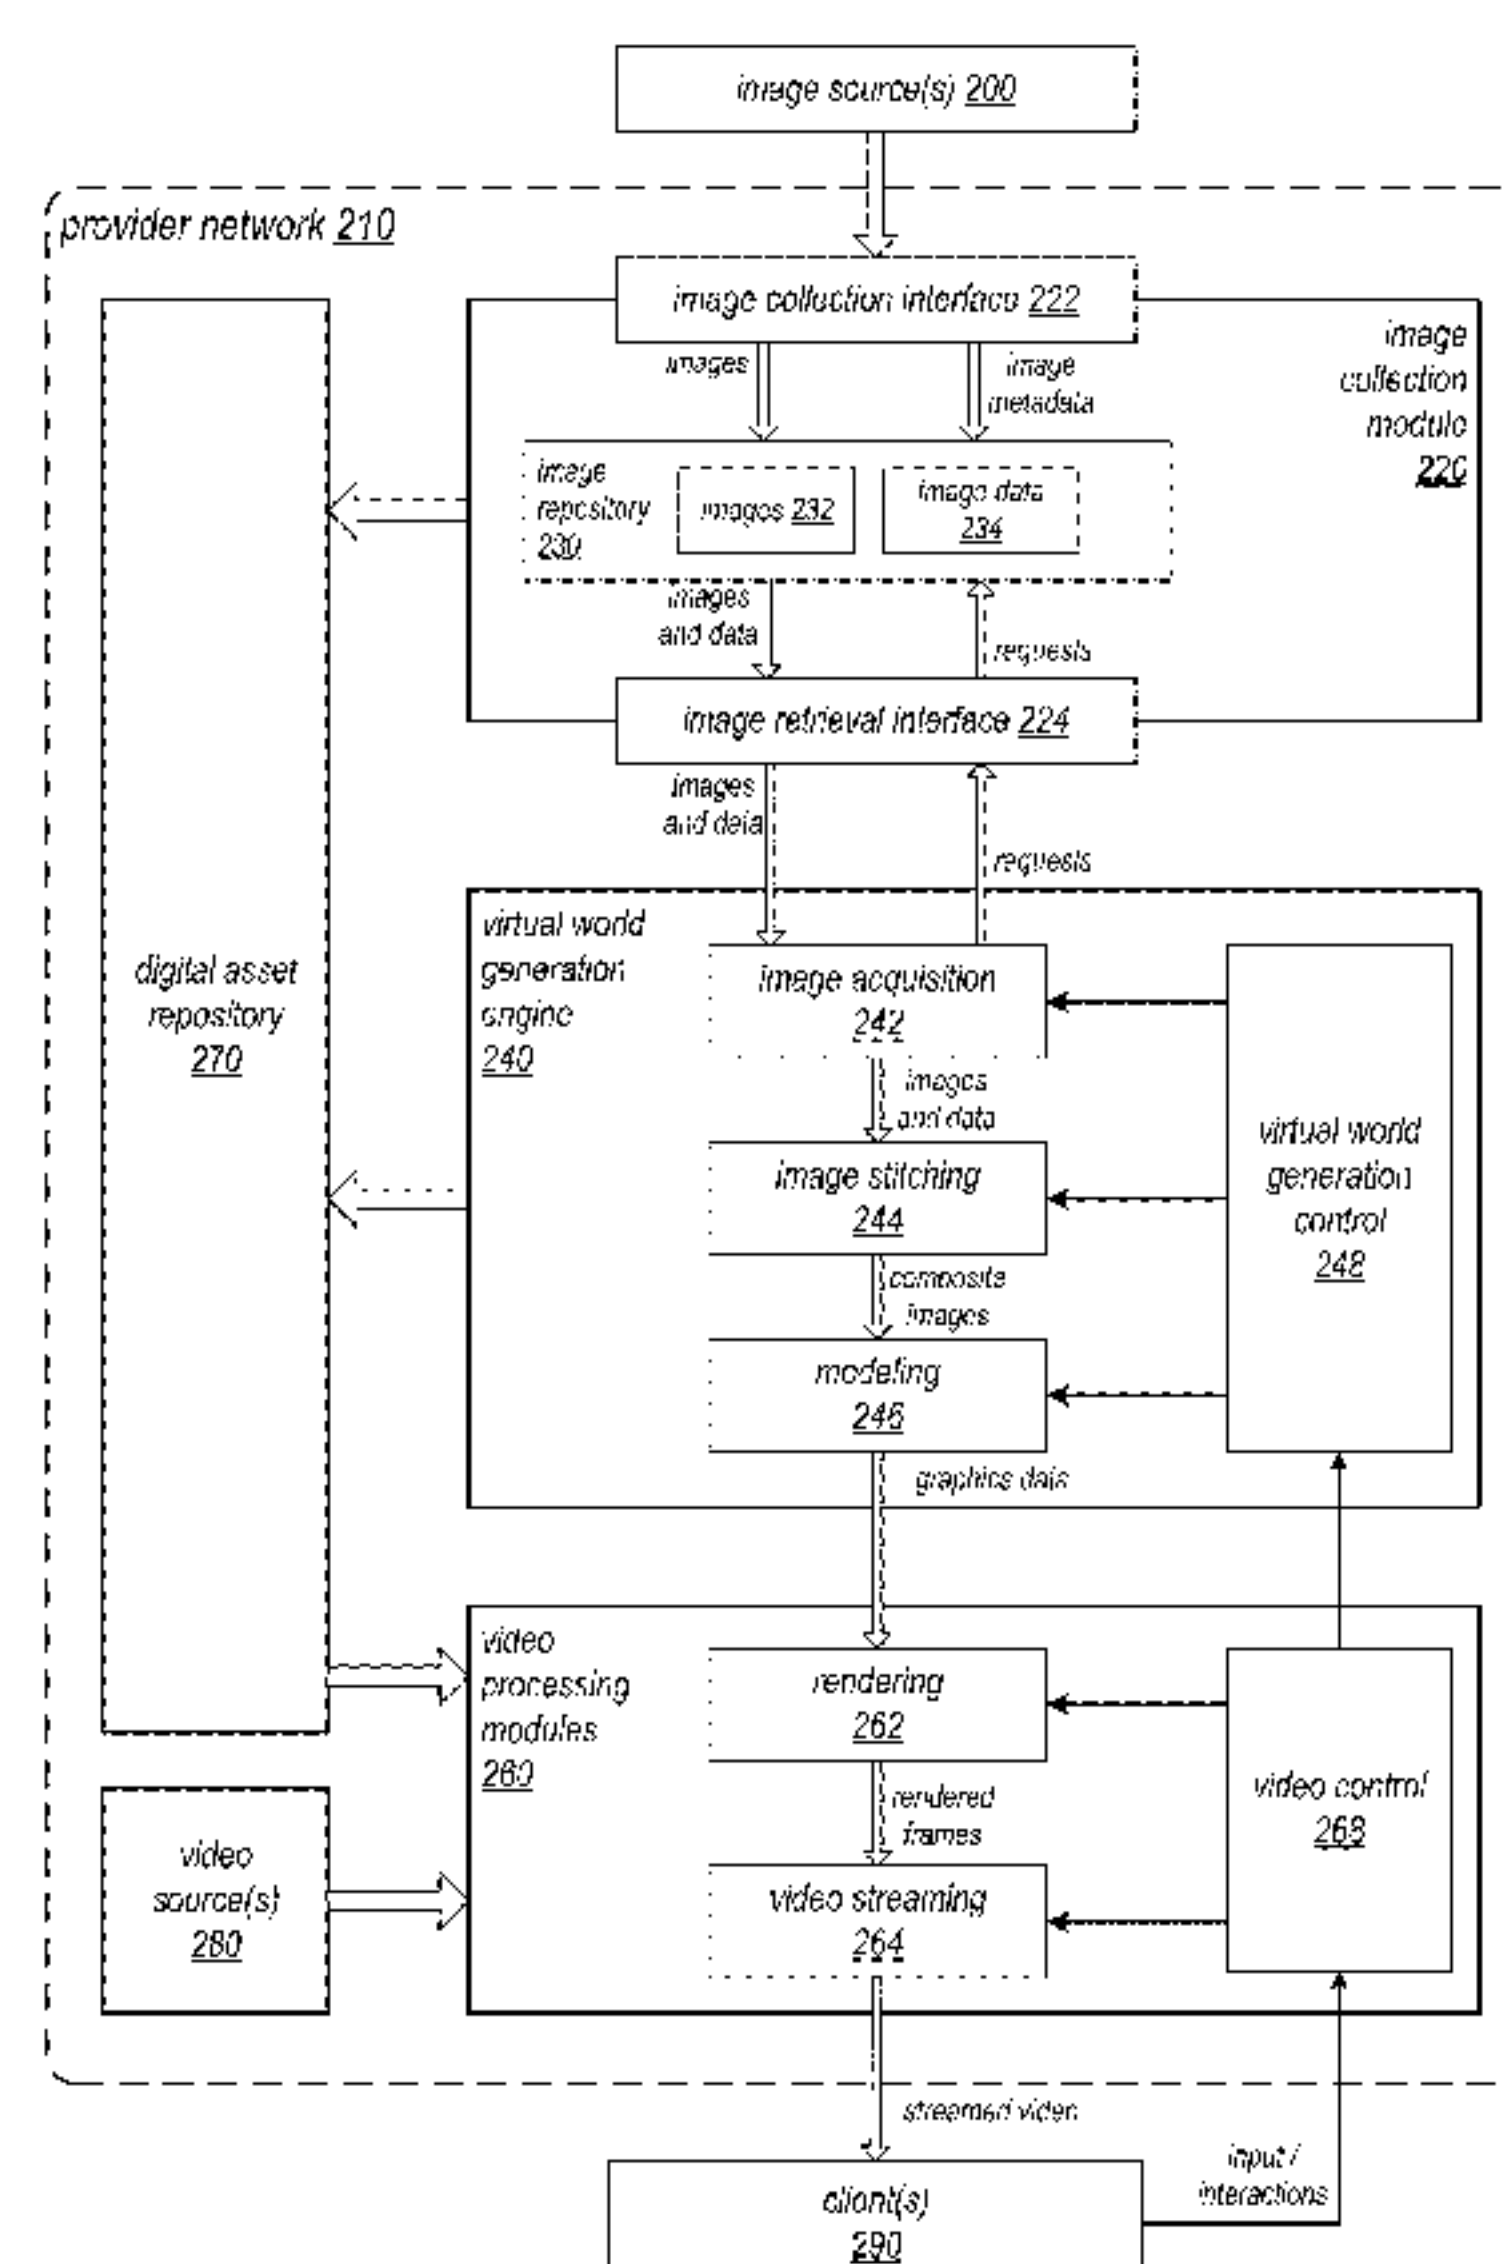 image source(s) 200
provider network 210
image collection interface 222
images
image
metadata
image
collection
module
220
image
repository
230
images 232
image data
234
images
and data
requests
image retrieval interface 224
images
and data
requests
virtual world
generation
engine
240
image acquisition
242
images
and data
digital asset
repository
270
image stitching
244
virtual world
generation
control
248
composite
images
modeling
246
graphics data
video
processing
modules
260
rendering
262
rendered
frames
video control
268
video
source(s)
280
video streaming
264
streamed video
input /
interactions
client(s)
290